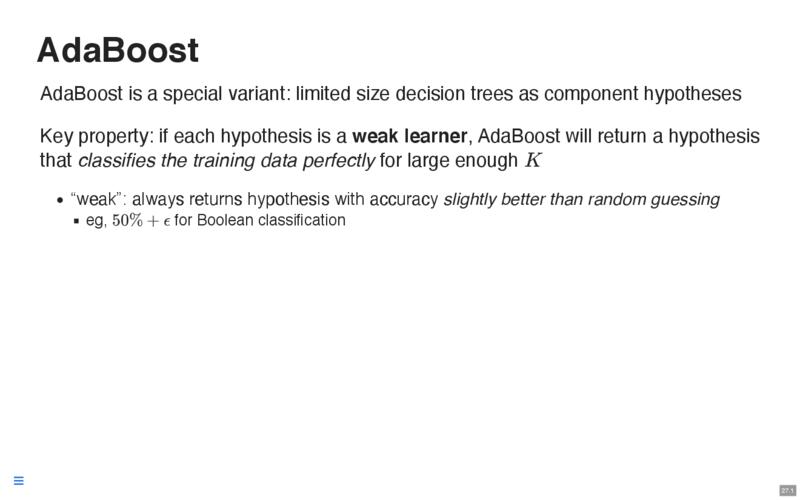 AdaBoost
AdaBoost is a special variant: limited size decision trees as component hypotheses
Key property: if each hypothesis is a weak learner, AdaBoost will return a hypothesis
that classifies the training data perfectly for large enough K
• “weak”: always returns hypothesis with accuracy slightly better than random guessing
▪ eg, 50% + ϵ for Boolean classification
27.1